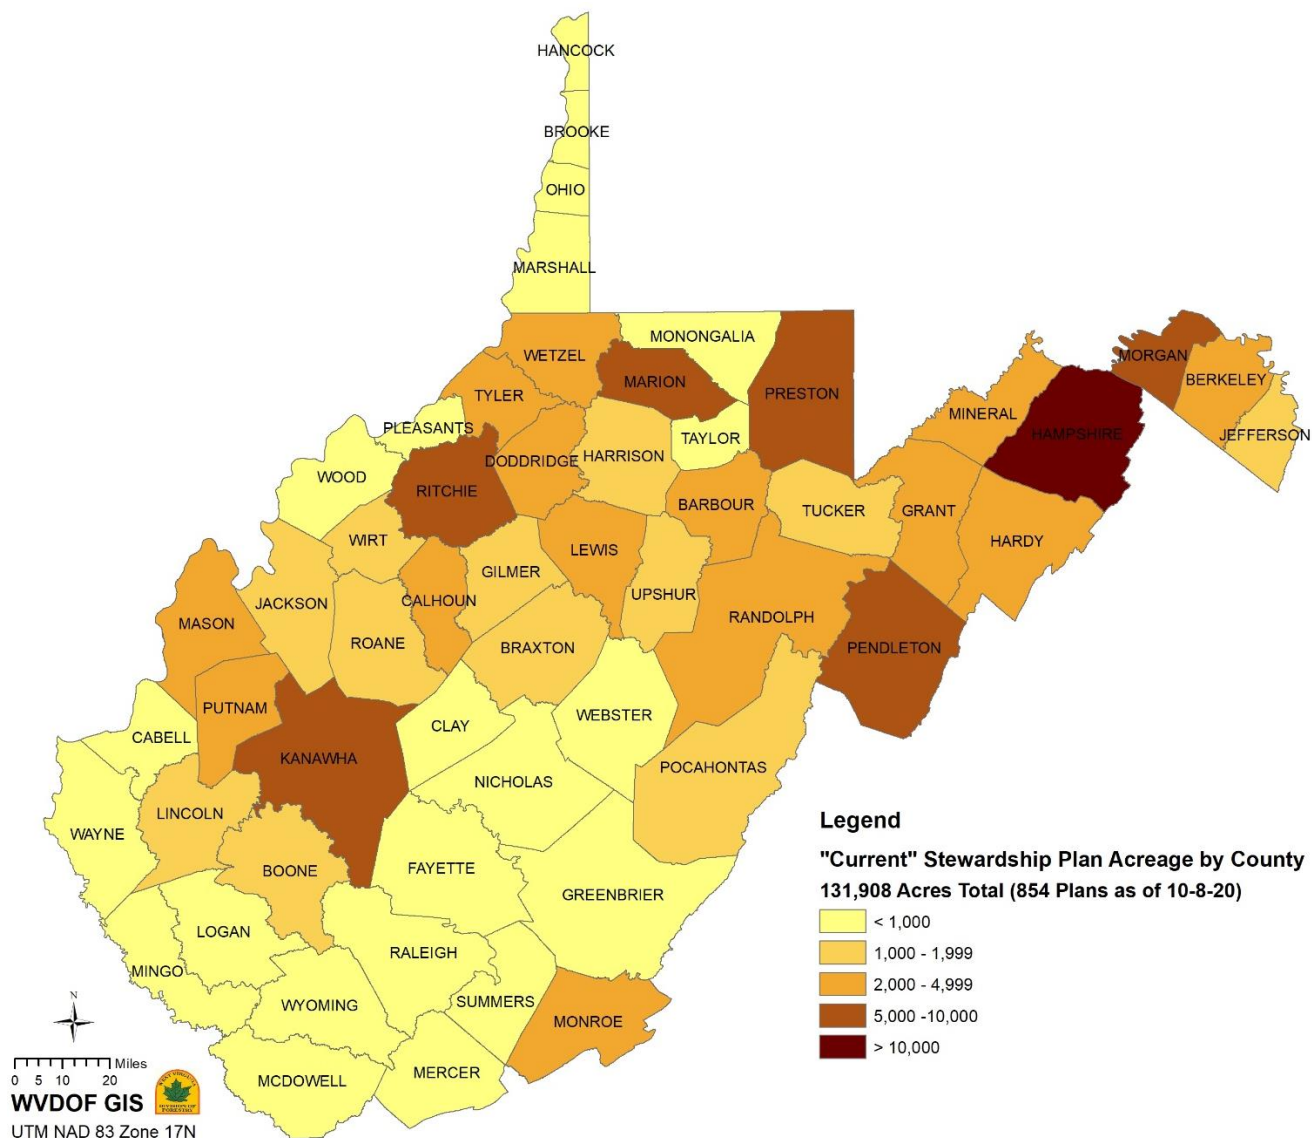 HANCOCK
BROOKE
OHIO
MARSHALL
WETZEL
MONONGALIA
MARION
PRESTON
TYLER
PLEASANTS
TAYLOR
DODDRIDGE
HARRISON
WOOD
RITCHIE
MORGAN
BERKELEY
MINERAL
HAMPSHIRE
JEFFERSON
BARBOUR
TUCKER
GRANT
HARDY
WIRT
LEWIS
GILMER
UPSHUR
CALHOUN
JACKSON
MASON
ROANE
BRAXTON
RANDOLPH
PENDLETON
PUTNAM
CLAY
WEBSTER
CABELL
KANAWHA
NICHOLAS
POCAHONTAS
LINCOLN
WAYNE
BOONE
FAYETTE
GREENBRIER
LOGAN
RALEIGH
MINGO
WYOMING
SUMMERS
MONROE
MCDOWELL
MERCER
Legend
"Current" Stewardship Plan Acreage by County
131,908 Acres Total (854 Plans as of 10-8-20)
< 1,000
1,000 - 1,999
2,000 - 4,999
5,000 -10,000
> 10,000
N
Miles
0 5 10 20
WVDOF GIS
WEST VIRGINIA
DIVISION OF
FORESTRY
UTM NAD 83 Zone 17N